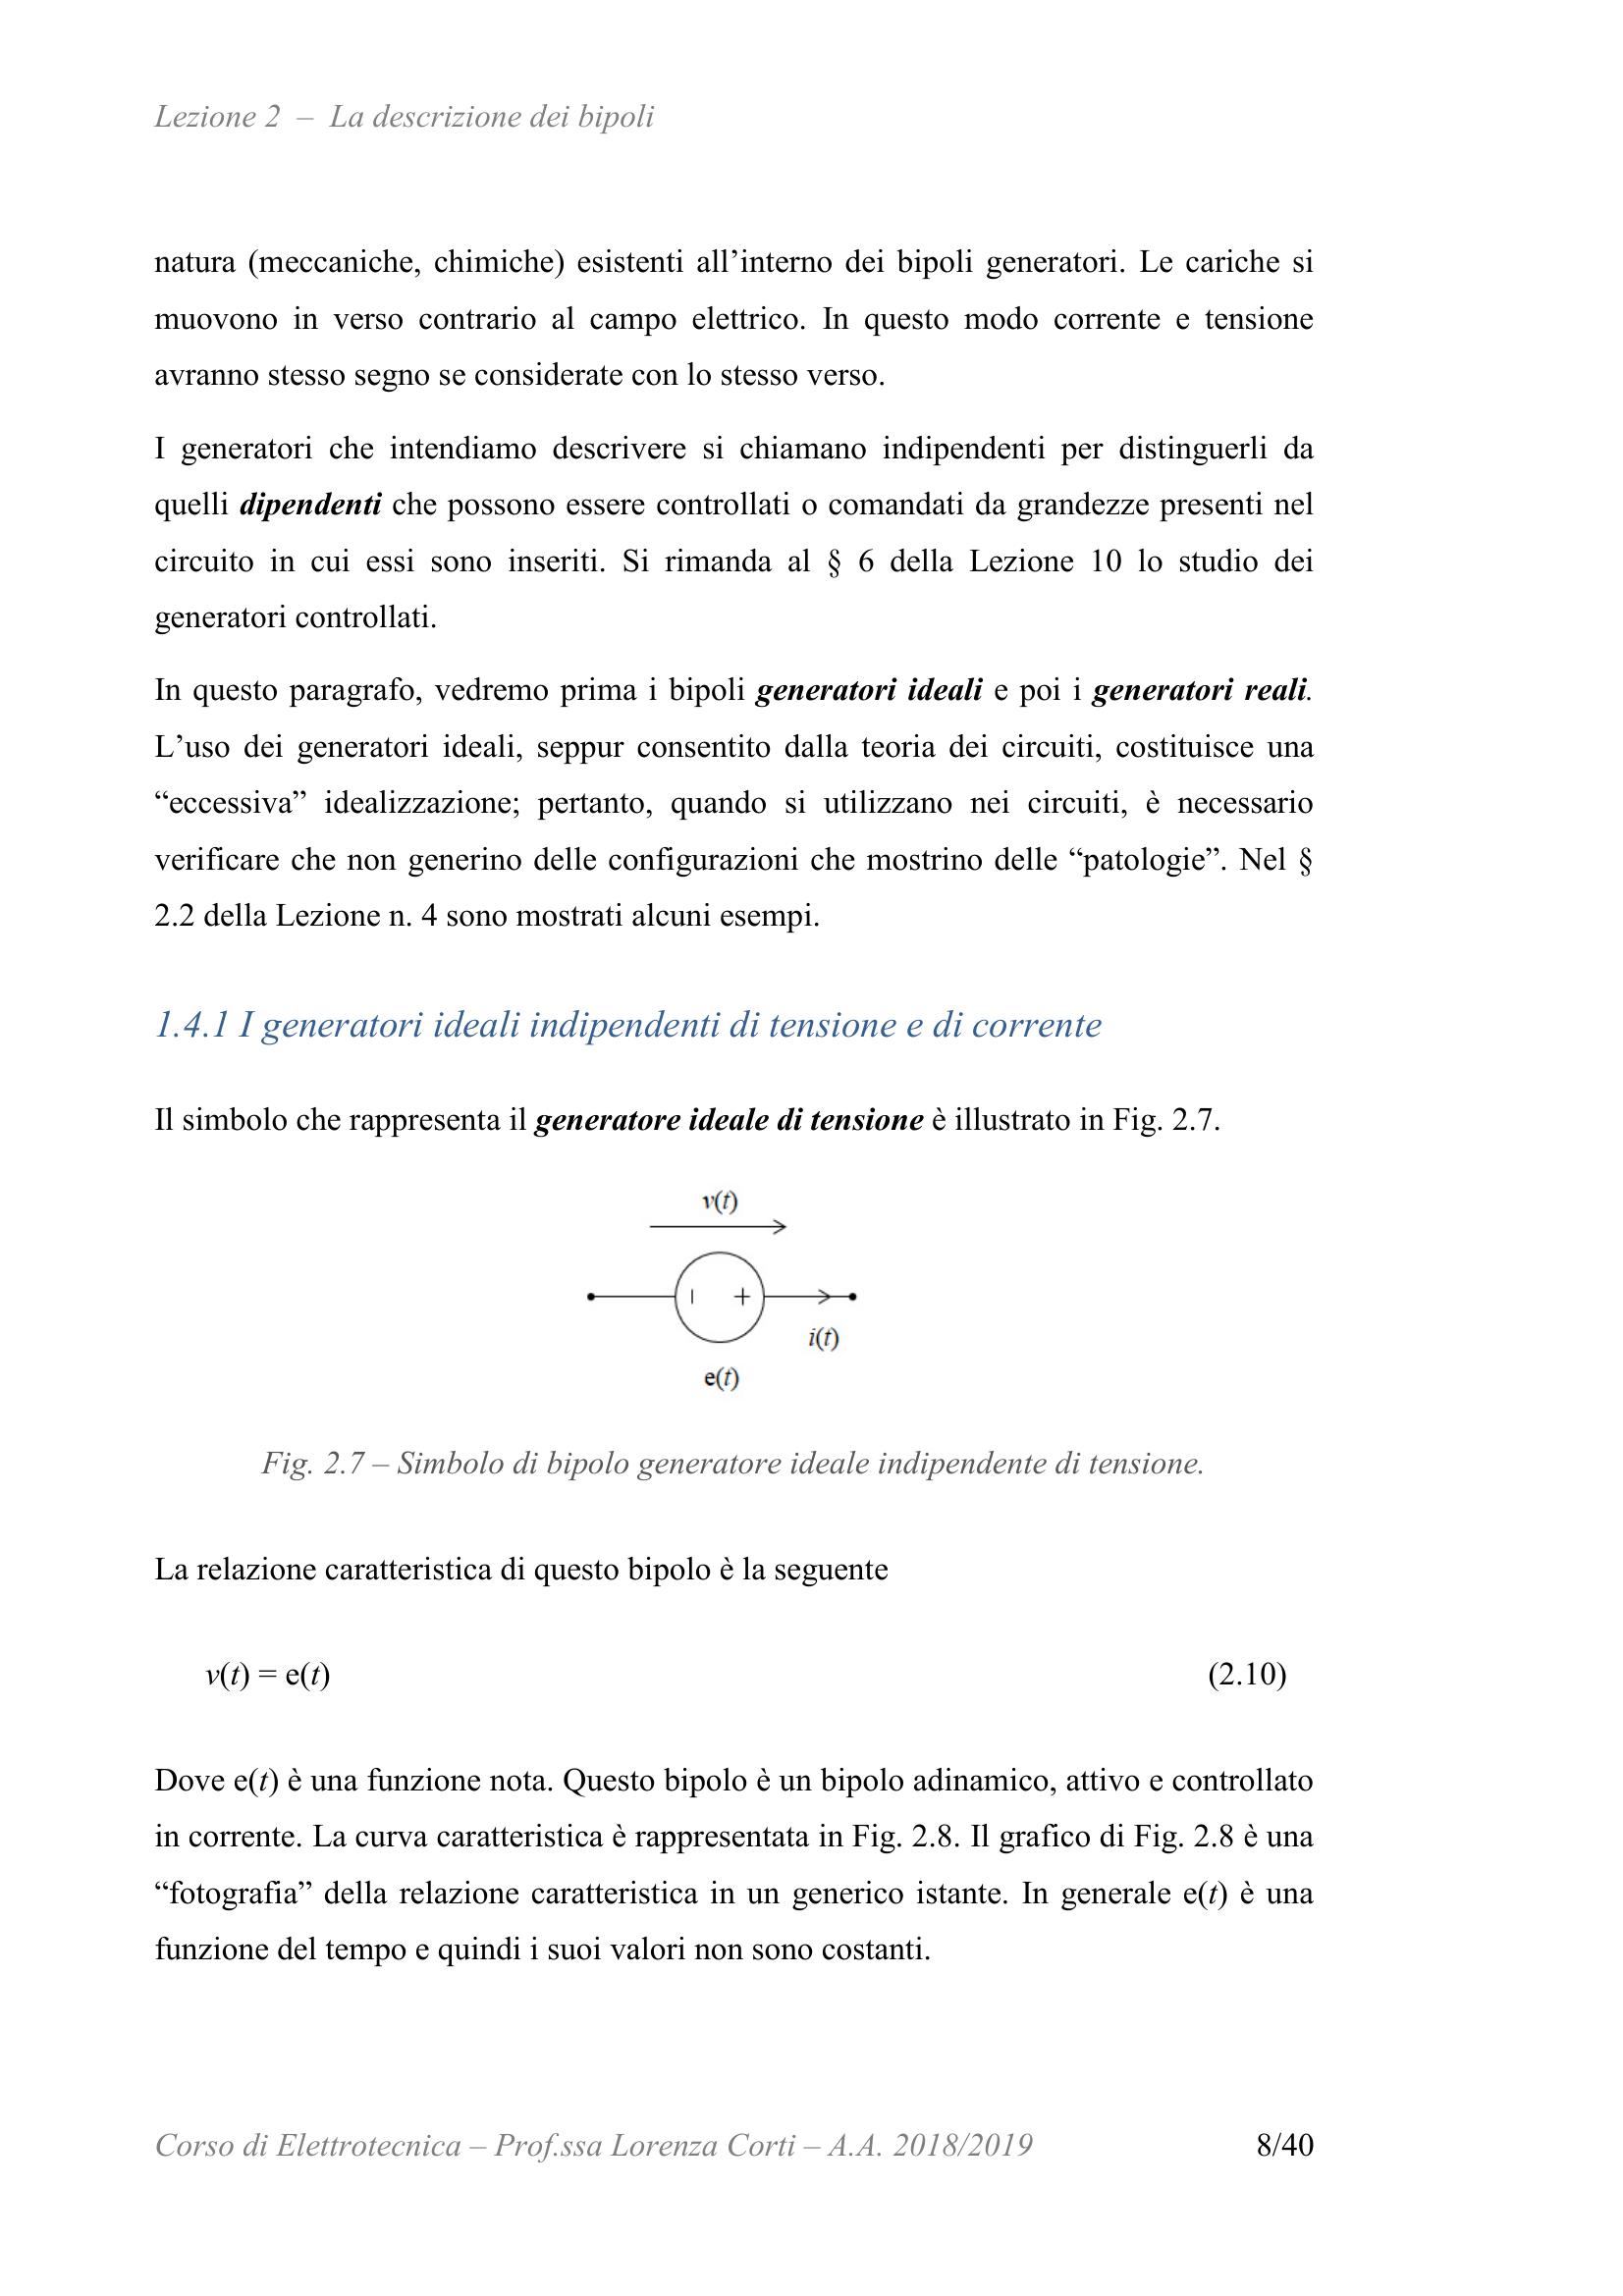 Lezione 2 – La descrizione dei bipoli
natura (meccaniche, chimiche) esistenti all’interno dei bipoli generatori. Le cariche si
muovono in verso contrario al campo elettrico. In questo modo corrente e tensione
avranno stesso segno se considerate con lo stesso verso.
I generatori che intendiamo descrivere si chiamano indipendenti per distinguerli da
quelli dipendenti che possono essere controllati o comandati da grandezze presenti nel
circuito in cui essi sono inseriti. Si rimanda al § 6 della Lezione 10 lo studio dei
generatori controllati.
In questo paragrafo, vedremo prima i bipoli generatori ideali e poi i generatori reali.
L’uso dei generatori ideali, seppur consentito dalla teoria dei circuiti, costituisce una
“eccessiva” idealizzazione; pertanto, quando si utilizzano nei circuiti, è necessario
verificare che non generino delle configurazioni che mostrino delle “patologie”. Nel §
2.2 della Lezione n. 4 sono mostrati alcuni esempi.
1.4.1 I generatori ideali indipendenti di tensione e di corrente
Il simbolo che rappresenta il generatore ideale di tensione è illustrato in Fig. 2.7.
v(t)
i(t)
e(t)
Fig. 2.7 – Simbolo di bipolo generatore ideale indipendente di tensione.
La relazione caratteristica di questo bipolo è la seguente
v(t) = e(t) (2.10)
Dove e(t) è una funzione nota. Questo bipolo è un bipolo adinamico, attivo e controllato
in corrente. La curva caratteristica è rappresentata in Fig. 2.8. Il grafico di Fig. 2.8 è una
“fotografia” della relazione caratteristica in un generico istante. In generale e(t) è una
funzione del tempo e quindi i suoi valori non sono costanti.
Corso di Elettrotecnica – Prof.ssa Lorenza Corti – A.A. 2018/2019 8/40